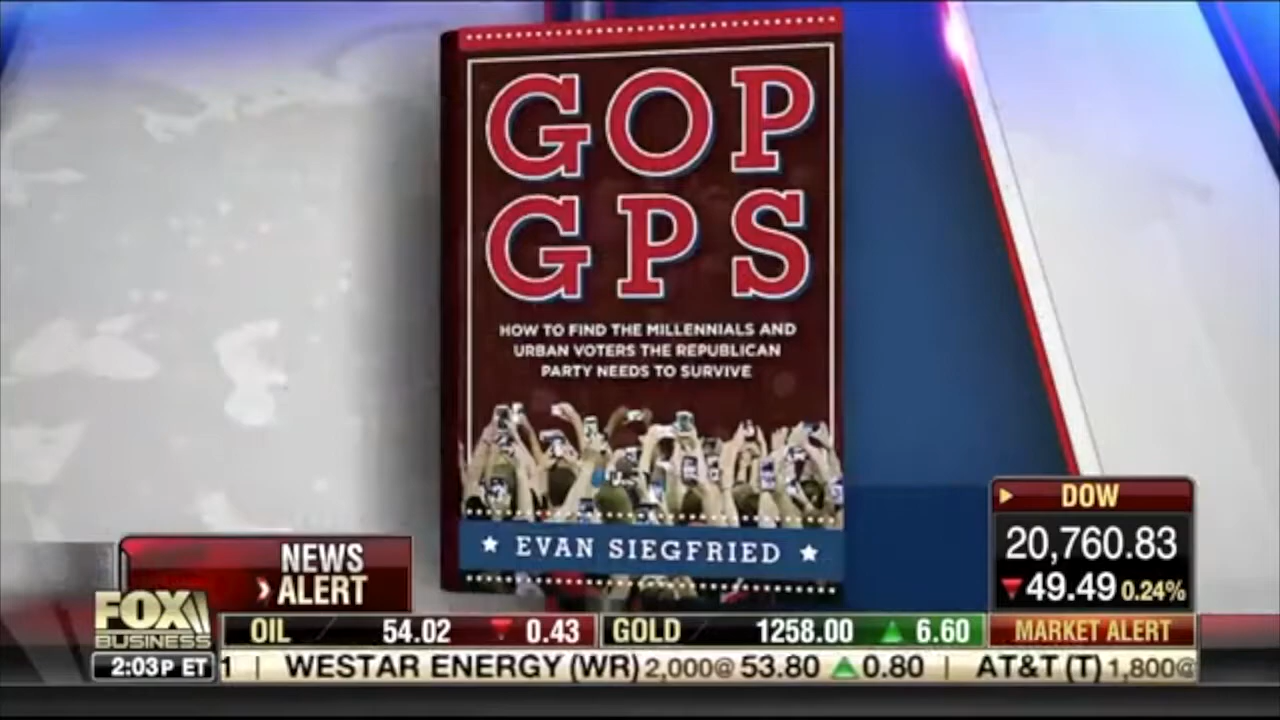 GOP
GPS
HOW TO FIND THE MILLENNIALS AND
URBAN VOTERS THE REPUBLICAN
PARTY NEEDS TO SURVIVE
★ EVAN SIEGFRIED ★
NEWS
ALERT
DOW
20,760.83
▼ 49.49 0.24%
MARKET ALERT
FOX
BUSINESS
OIL 54.02 ▼ 0.43 GOLD 1258.00 ▲ 6.60
2:03P ET 1 | WESTAR ENERGY (WR) 2,000@ 53.80 ▲ 0.80 | AT&T (T) 1,800@